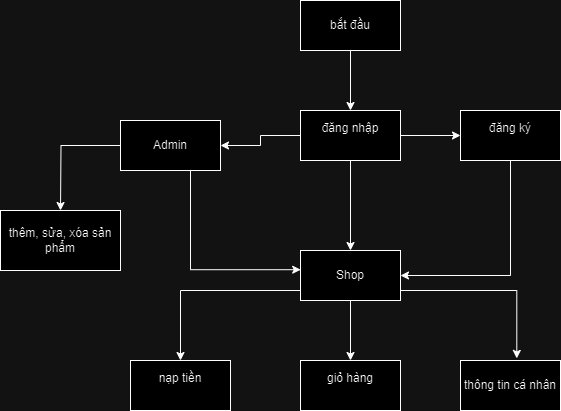 bắt đầu
đăng nhập
đăng ký
Admin
thêm, sửa, xóa sản
phẩm
Shop
nạp tiền
giỏ hàng
thông tin cá nhân